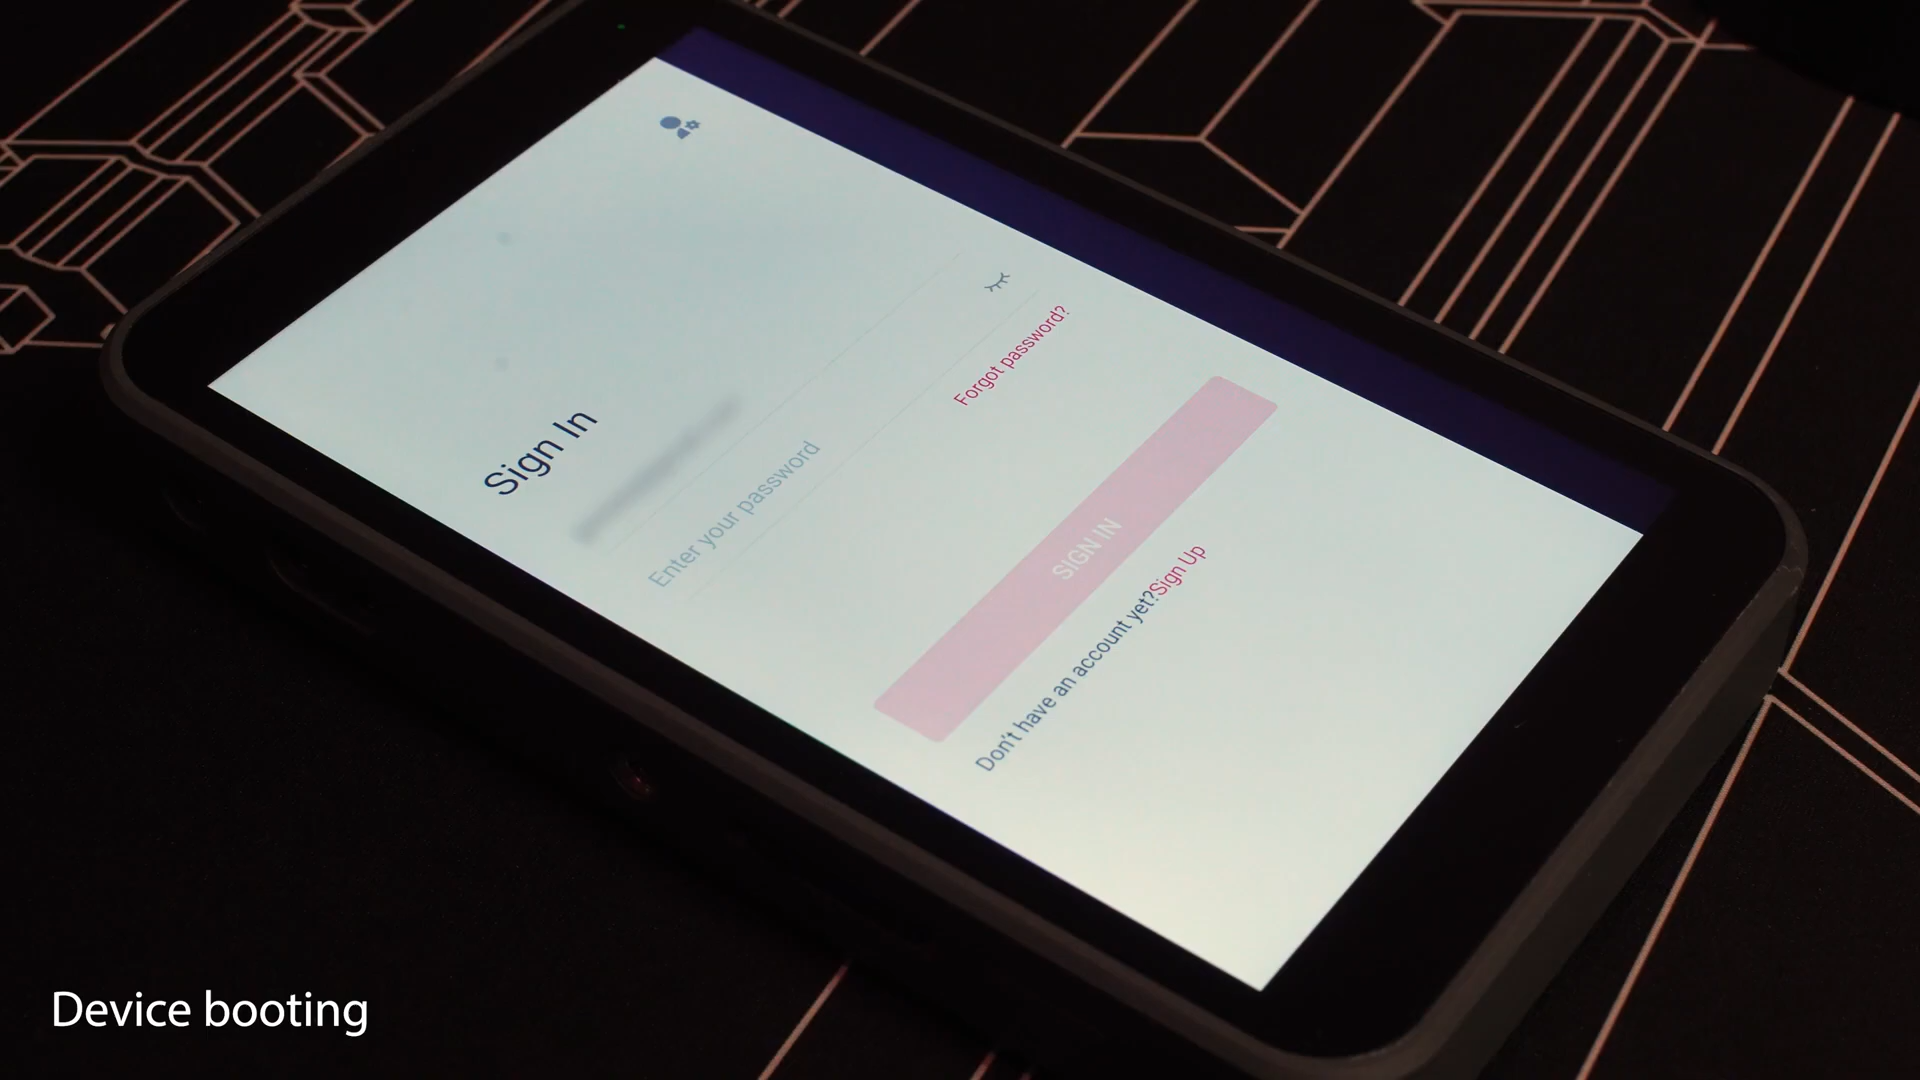 Sign In
Enter your password
Forgot password?
SIGN IN
Don't have an account yet?Sign Up
Device booting